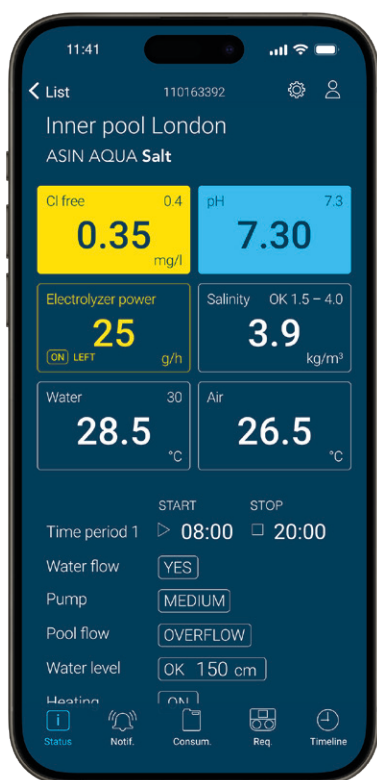 11:41
List 110163392
Inner pool London
ASIN AQUA Salt
Cl free 0.4 pH 7.3
0.35 7.30
mg/l
Electrolyzer power Salinity OK 1.5 – 4.0
25 3.9
ON LEFT g/h kg/m³
Water 30 Air
28.5 26.5
°C °C
START STOP
Time period 1 08:00 20:00
Water flow YES
Pump MEDIUM
Pool flow OVERFLOW
Water level OK 150 cm
Heating ON
i
Status Notif. Consum. Req. Timeline